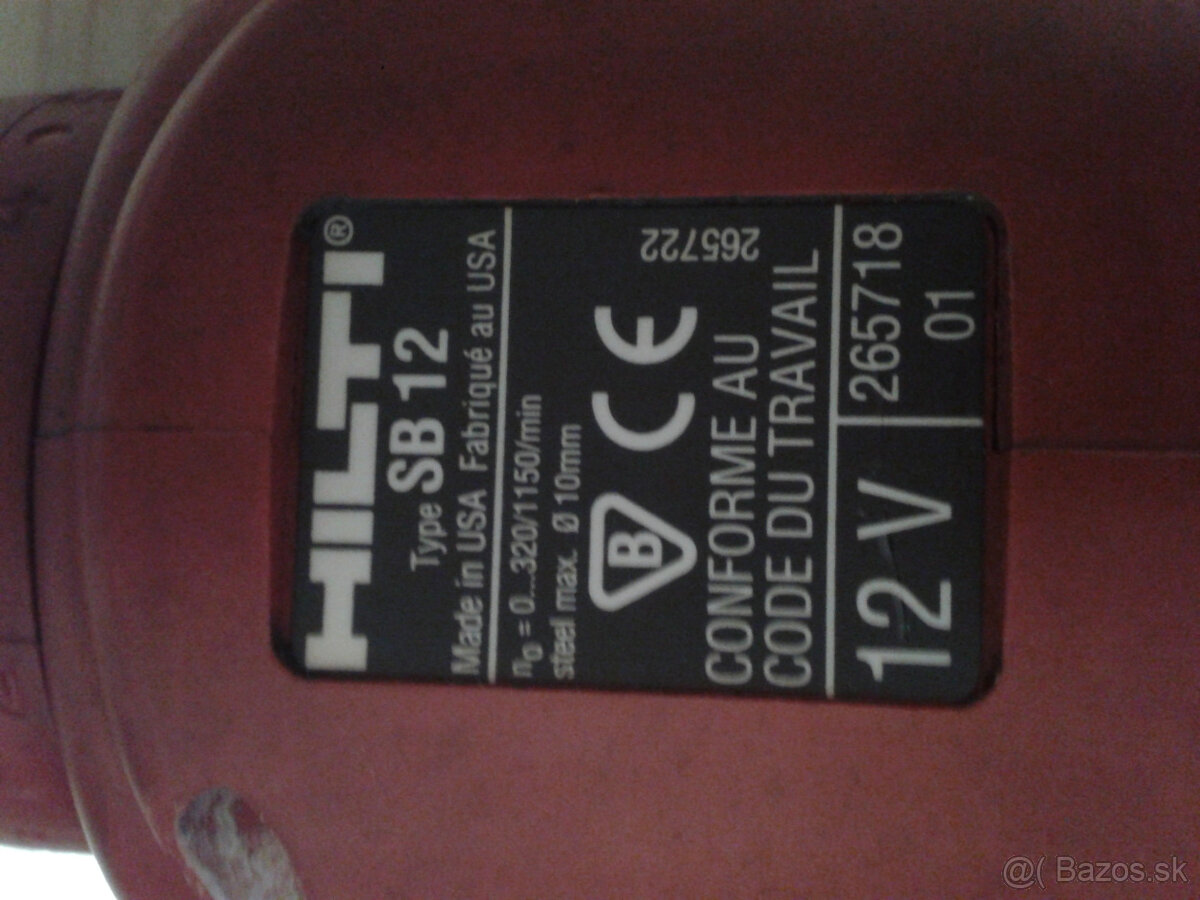 HILTI®
Type SB 12
Made in USA Fabriqué au USA
n₀ = 0...320/1150/min
steel max. Ø 10mm
B CE
265722
CONFORME AU
CODE DU TRAVAIL
12 V
265718
01
@( Bazos.sk